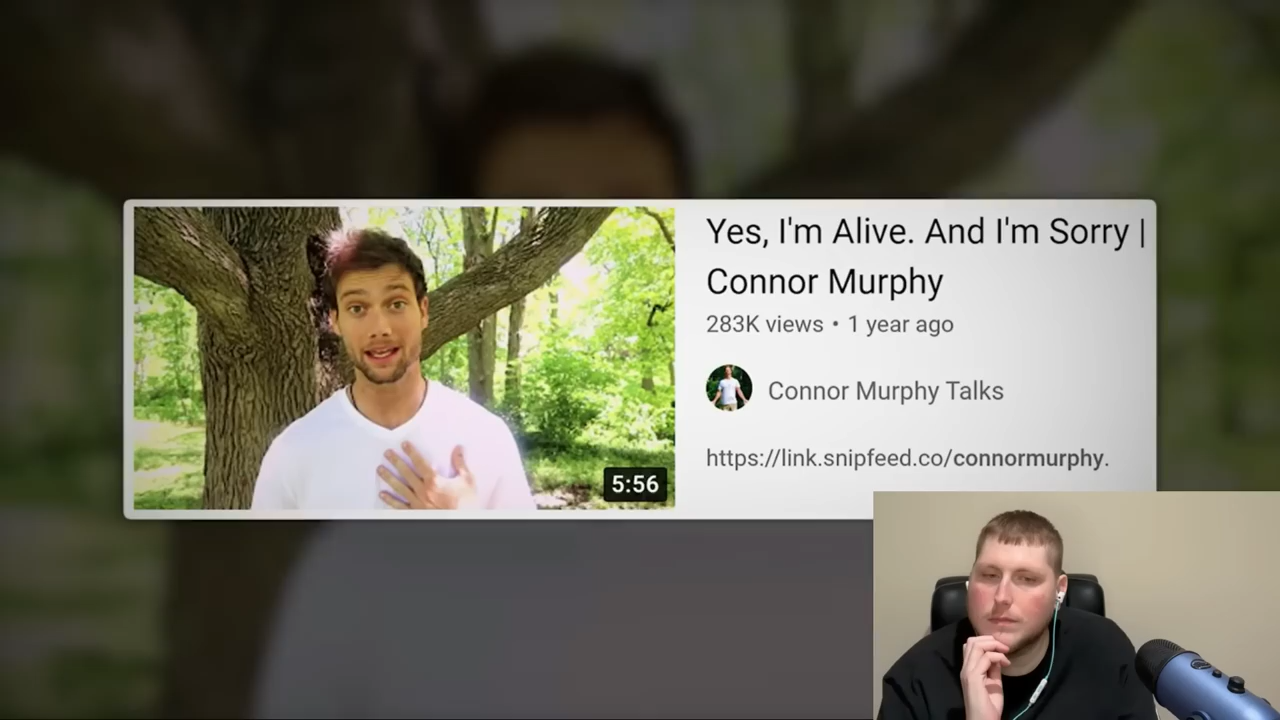 Yes, I'm Alive. And I'm Sorry |
Connor Murphy
283K views • 1 year ago
Connor Murphy Talks
https://link.snipfeed.co/connormurphy.
5:56